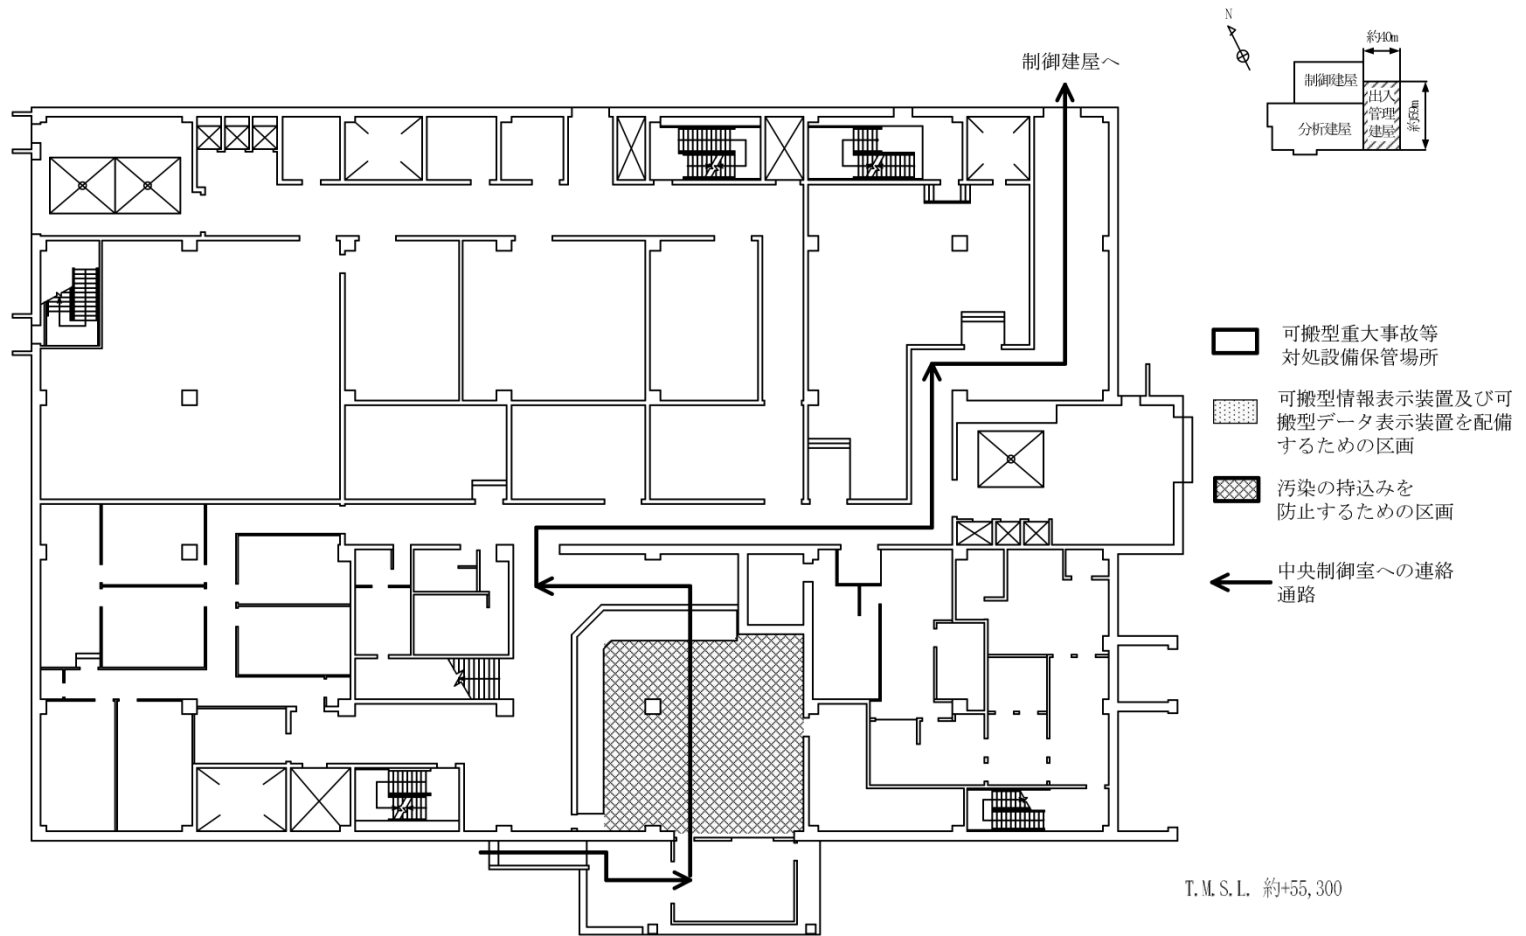 制御建屋へ
N
約40m
制御建屋
出入
管理
建屋
分析建屋
約59m
可搬型重大事故等
対処設備保管場所
可搬型情報表示装置及び可
搬型データ表示装置を配備
するための区画
汚染の持込みを
防止するための区画
中央制御室への連絡
通路
T.M.S.L. 約+55,300